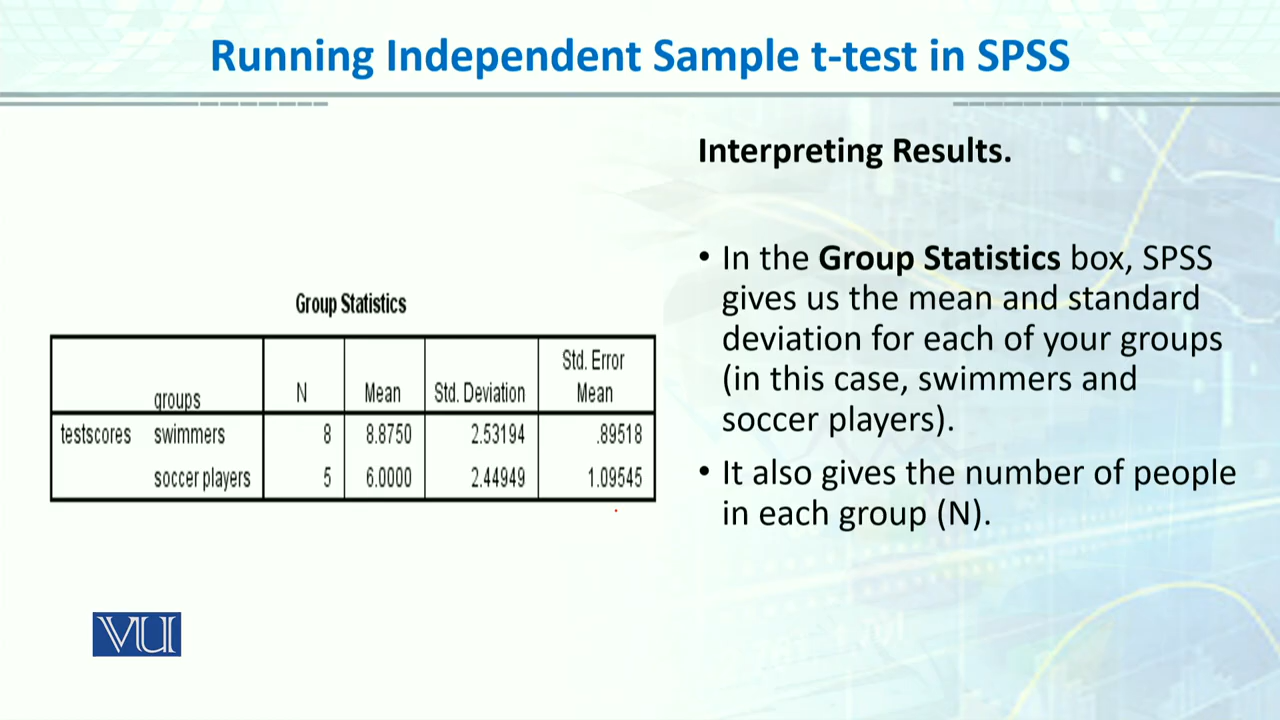 Running Independent Sample t-test in SPSS
Interpreting Results.
• In the Group Statistics box, SPSS
gives us the mean and standard
deviation for each of your groups
(in this case, swimmers and
soccer players).
• It also gives the number of people
in each group (N).
Group Statistics
groups N Mean Std. Deviation Std. Error
Mean
testscores swimmers 8 8.8750 2.53194 .89518
soccer players 5 6.0000 2.44949 1.09545
VU